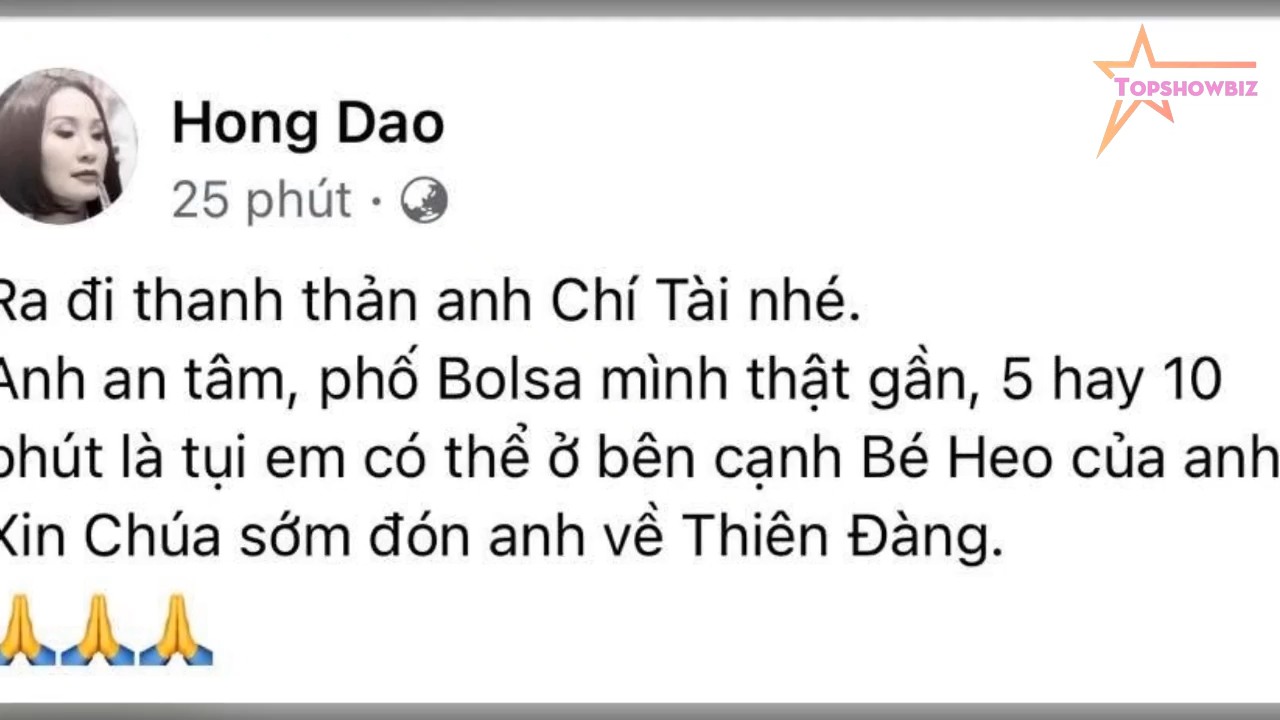 TOPSHOWBIZ
Hong Dao
25 phút ·
Ra đi thanh thản anh Chí Tài nhé.
Anh an tâm, phố Bolsa mình thật gần, 5 hay 10
phút là tụi em có thể ở bên cạnh Bé Heo của anh
Xin Chúa sớm đón anh về Thiên Đàng.
🙏🙏🙏